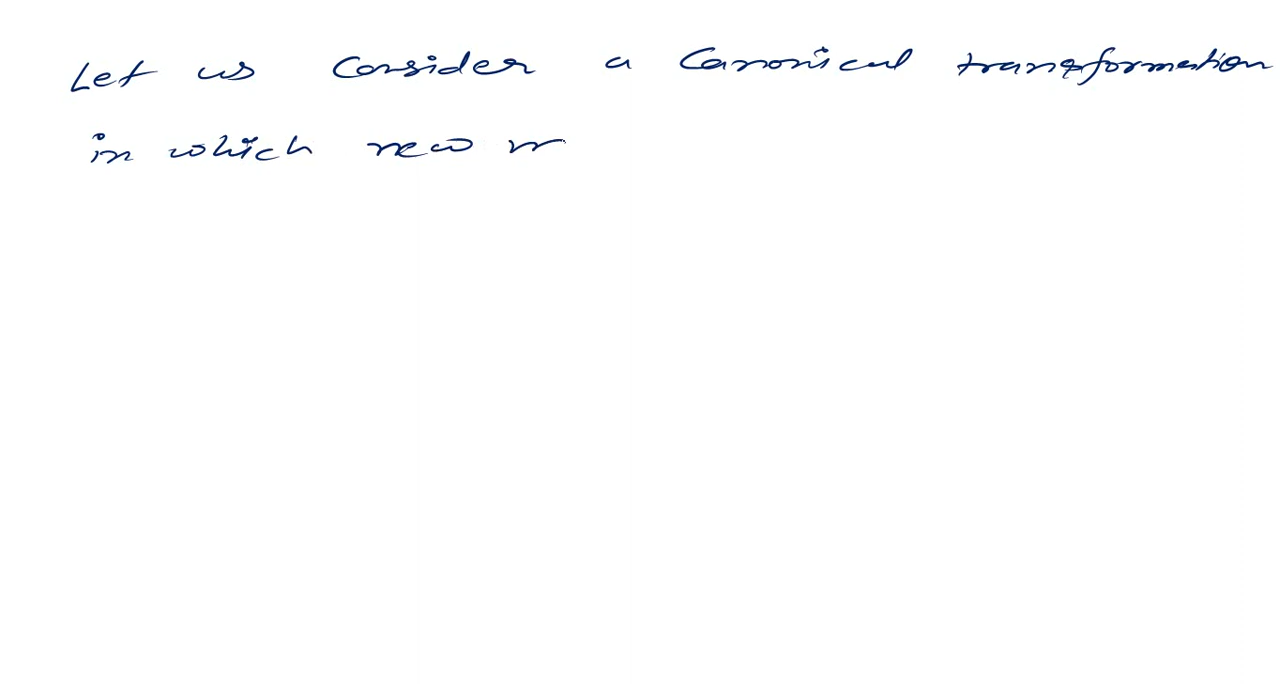 Let us Consider a Canonical transformation
in which new